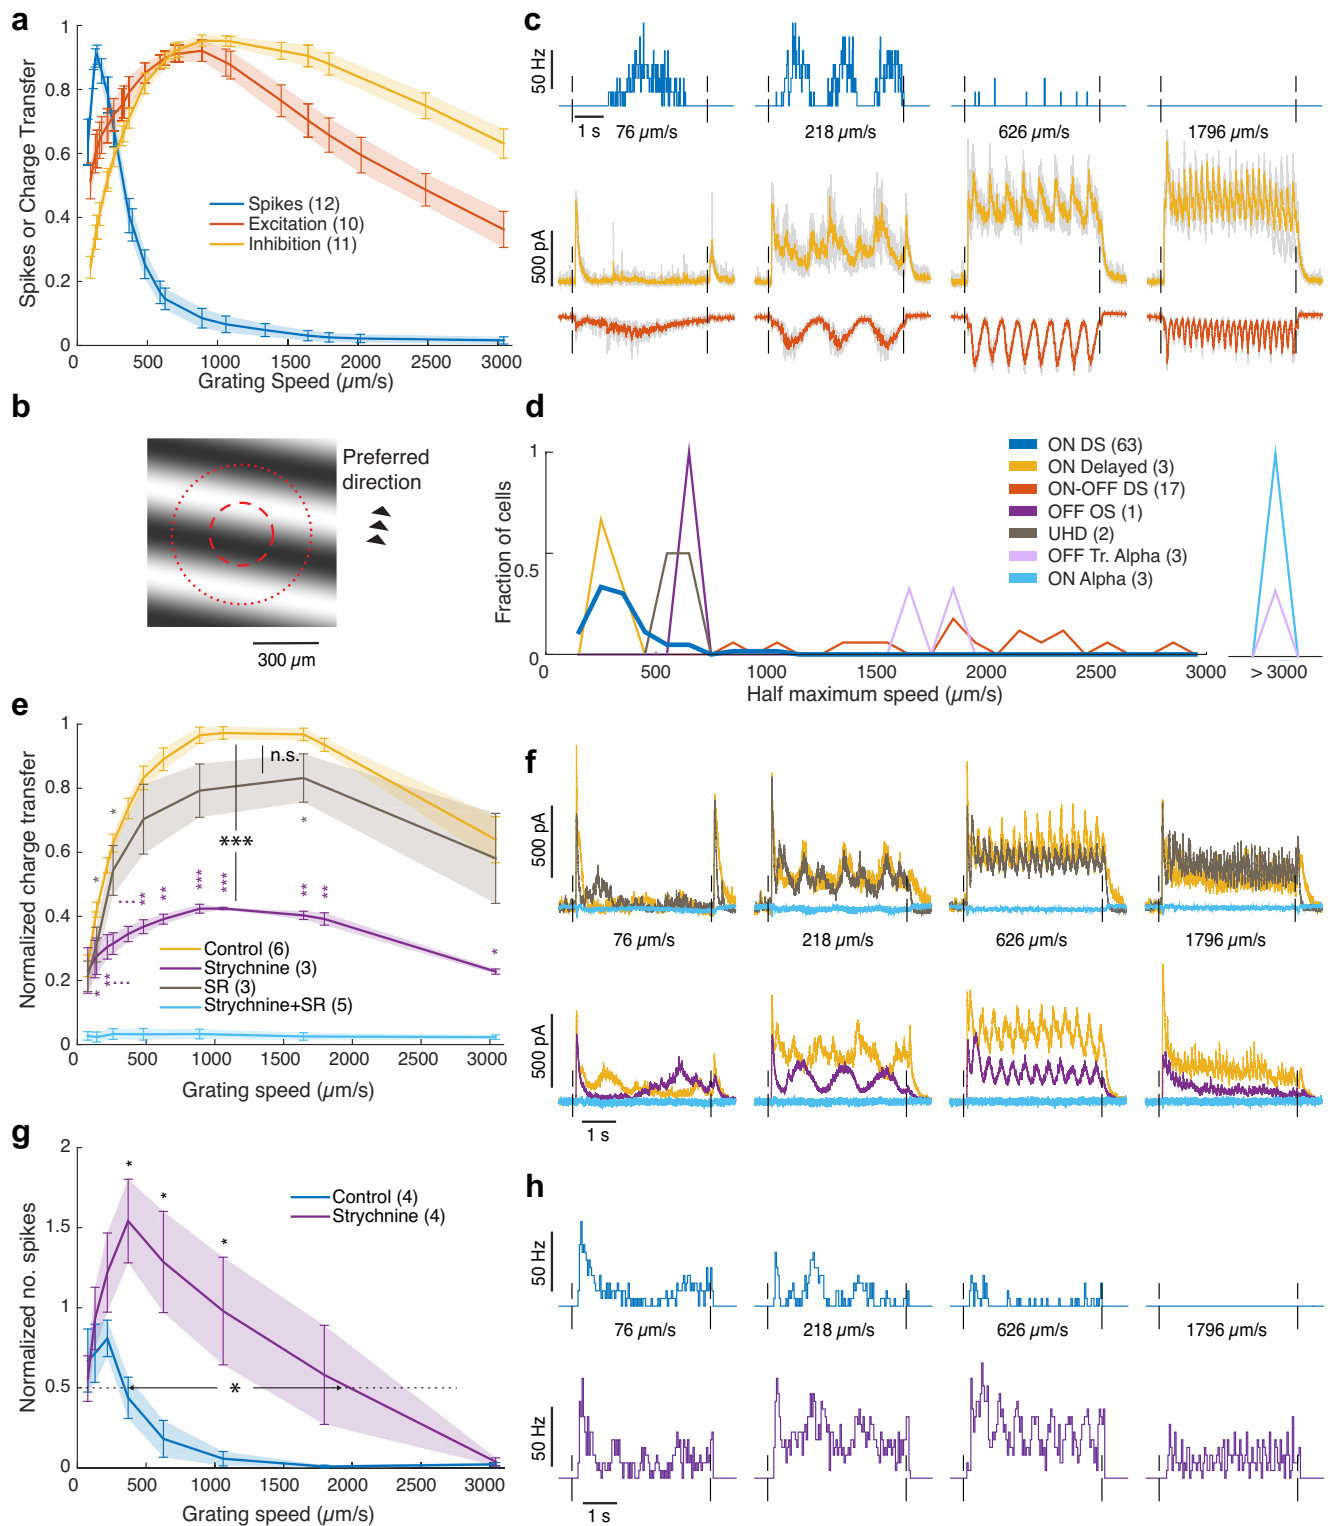 a
1
0.8
0.6
0.4
0.2
0
Spikes or Charge Transfer
Spikes (12)
Excitation (10)
Inhibition (11)
0 500 1000 1500 2000 2500 3000
Grating Speed (µm/s)
c
50 Hz
1 s
76 µm/s
218 µm/s
626 µm/s
1796 µm/s
500 pA
b
Preferred
direction
300 µm
d
1
0.5
0
Fraction of cells
ON DS (63)
ON Delayed (3)
ON-OFF DS (17)
OFF OS (1)
UHD (2)
OFF Tr. Alpha (3)
ON Alpha (3)
0 500 1000 1500 2000 2500 3000 > 3000
Half maximum speed (µm/s)
e
1
0.8
0.6
0.4
0.2
0
Normalized charge transfer
n.s.
***
*
*
*
***
***
**
**
**
**
*
*
**
Control (6)
Strychnine (3)
SR (3)
Strychnine+SR (5)
0 500 1000 1500 2000 2500 3000
Grating speed (µm/s)
f
500 pA
76 µm/s
218 µm/s
626 µm/s
1796 µm/s
500 pA
1 s
g
2
1.5
1
0.5
0
Normalized no. spikes
*
*
*
*
Control (4)
Strychnine (4)
0 500 1000 1500 2000 2500 3000
Grating speed (µm/s)
h
50 Hz
76 µm/s
218 µm/s
626 µm/s
1796 µm/s
50 Hz
1 s